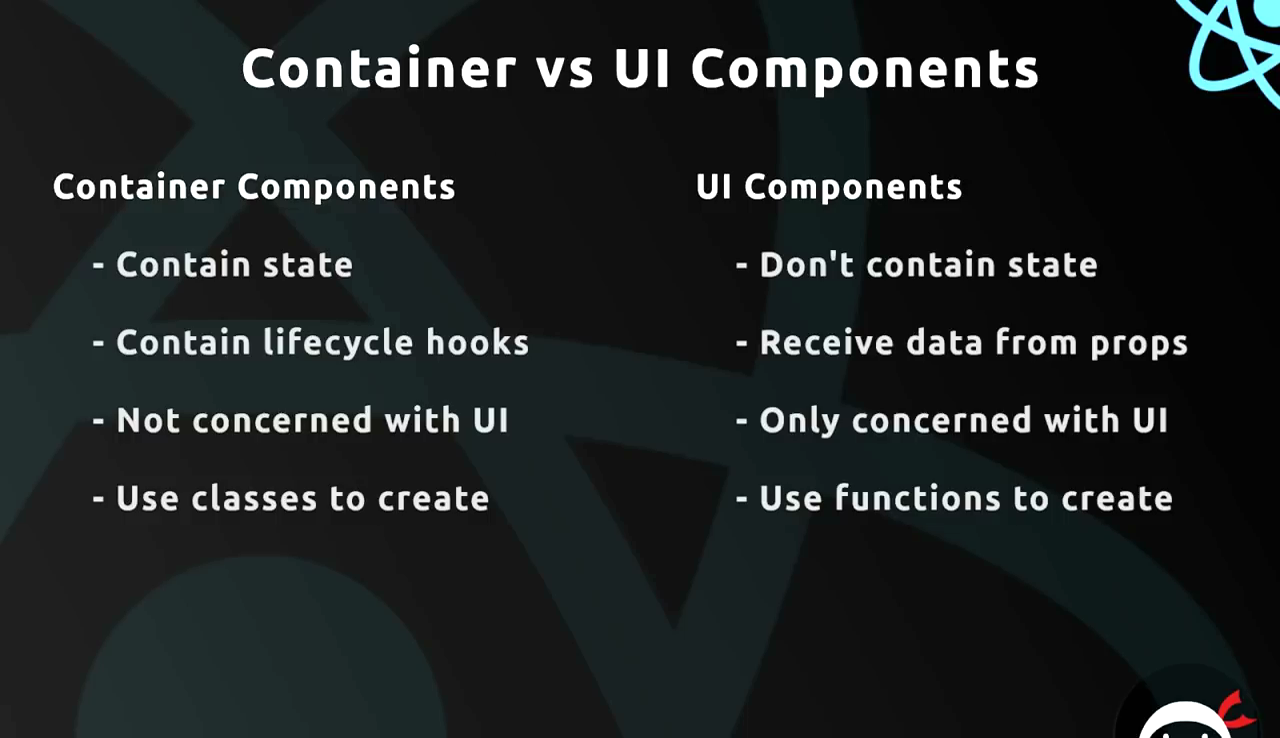 Container vs UI Components
Container Components
- Contain state
- Contain lifecycle hooks
- Not concerned with UI
- Use classes to create
UI Components
- Don't contain state
- Receive data from props
- Only concerned with UI
- Use functions to create